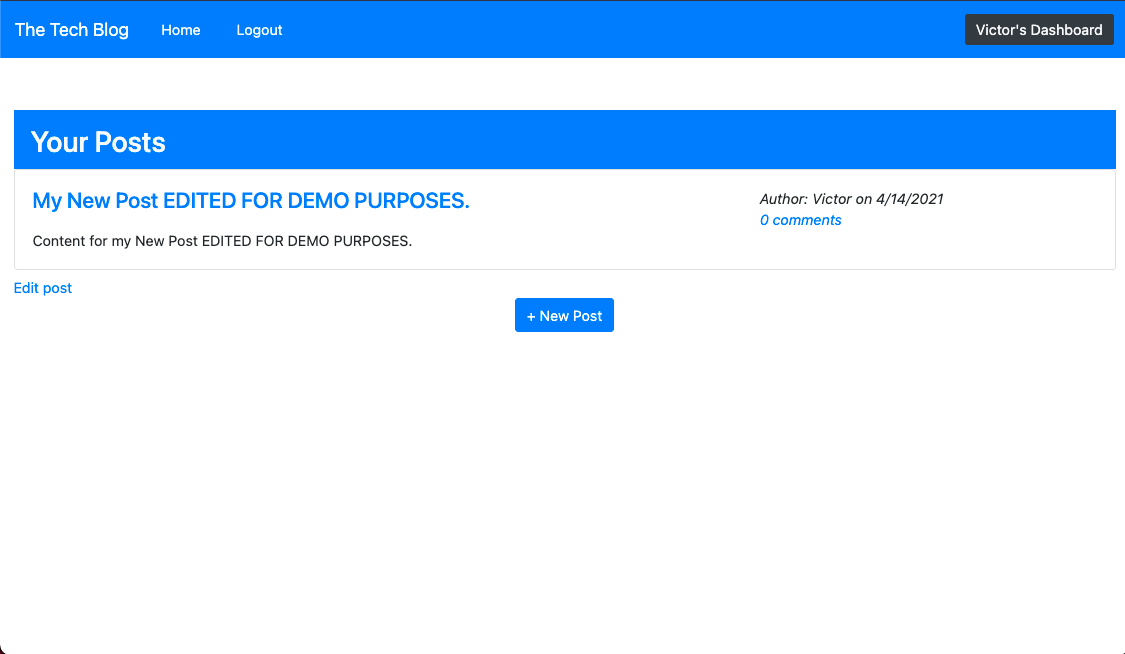 The Tech Blog Home Logout Victor's Dashboard
Your Posts
My New Post EDITED FOR DEMO PURPOSES.
Author: Victor on 4/14/2021
0 comments
Content for my New Post EDITED FOR DEMO PURPOSES.
Edit post
+ New Post